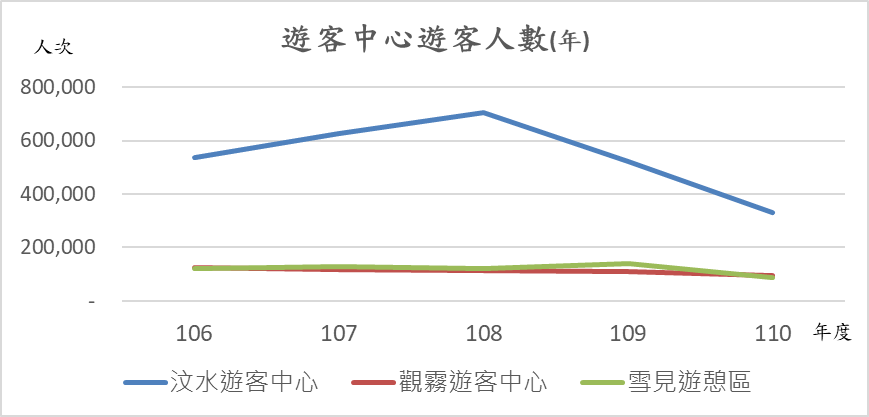 遊客中心遊客人數(年)
人次
800,000
600,000
400,000
200,000
-
106 107 108 109 110 年度
汶水遊客中心 觀霧遊客中心 雪見遊憩區